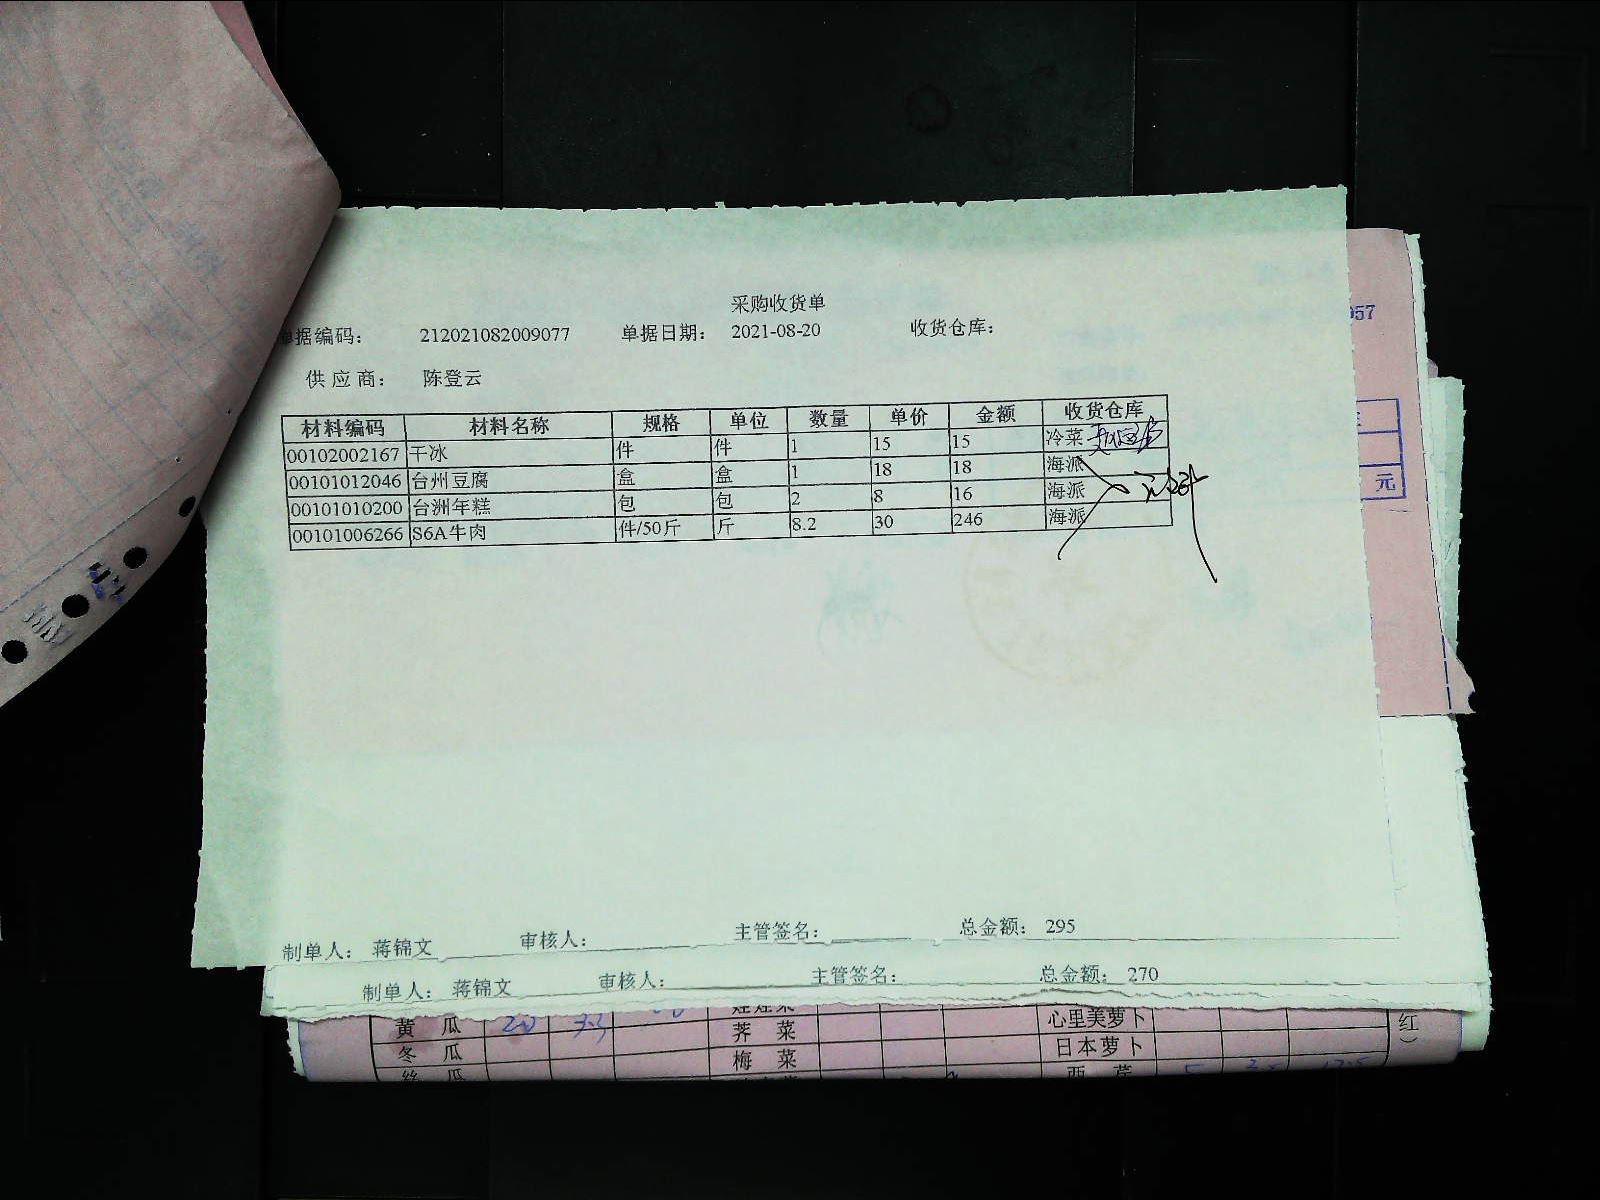 采购收货单
单据编码： 212021082009077 单据日期： 2021-08-20 收货仓库：
供应商： 陈登云
材料编码 材料名称 规格 单位 数量 单价 金额 收货仓库
00102002167 干冰 件 件 1 15 15 冷菜
00101012046 台州豆腐 盒 盒 1 18 18 海派
00101010200 台洲年糕 包 包 2 8 16 海派
00101006266 S6A牛肉 件/50斤 斤 8.2 30 246 海派
制单人： 蒋锦文 审核人： 主管签名： 总金额： 295
制单人： 蒋锦文 审核人： 主管签名： 总金额： 270
黄瓜 荠菜 心里美萝卜
冬瓜 梅菜 日本萝卜
丝瓜 西芹
057
元
红